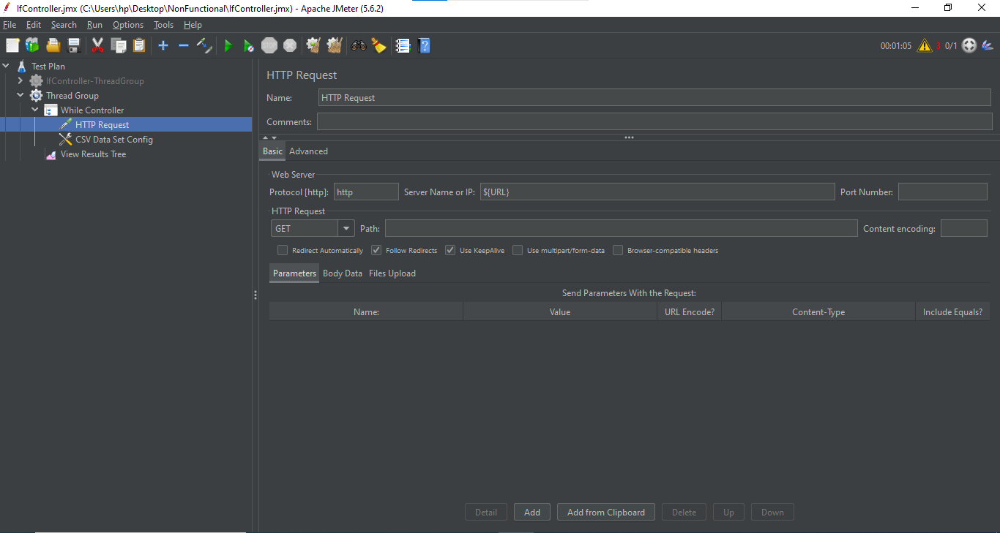 IfController.jmx (C:\Users\hp\Desktop\NonFunctional\IfController.jmx) - Apache JMeter (5.6.2)
File Edit Search Run Options Tools Help
STOP
00:01:05 3 0/1
Test Plan
IfController-ThreadGroup
Thread Group
While Controller
HTTP Request
CSV Data Set Config
View Results Tree
HTTP Request
Name: HTTP Request
Comments:
Basic Advanced
Web Server
Protocol [http]: http Server Name or IP: ${URL} Port Number:
HTTP Request
GET Path: Content encoding:
Redirect Automatically Follow Redirects Use KeepAlive Use multipart/form-data Browser-compatible headers
Parameters Body Data Files Upload
Send Parameters With the Request:
Name: Value URL Encode? Content-Type Include Equals?
Detail Add Add from Clipboard Delete Up Down